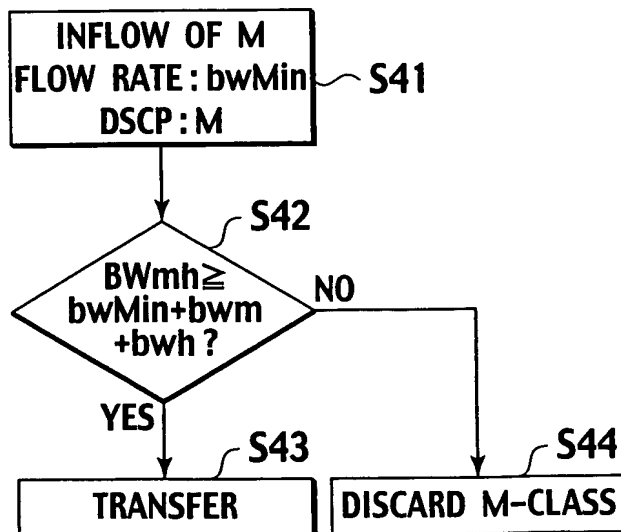 INFLOW OF M
FLOW RATE : bwMin
DSCP : M
S41
S42
BWmh≧
bwMin+bwm
+bwh ?
NO
YES
S43
TRANSFER
S44
DISCARD M-CLASS